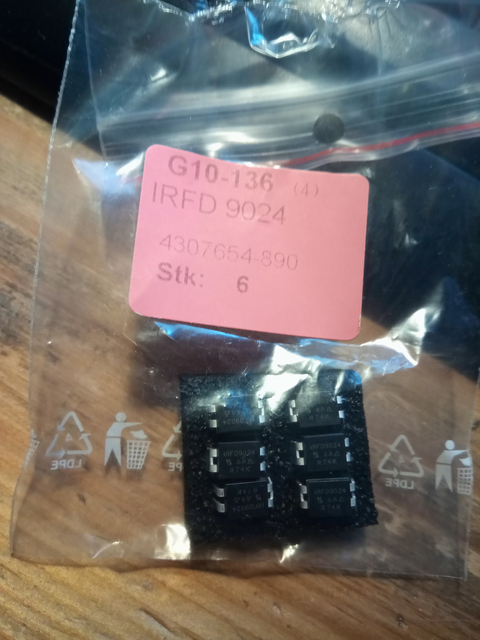 G10-136 (4)
IRFD 9024
4307654-890
Stk: 6
LDPE
LDPE